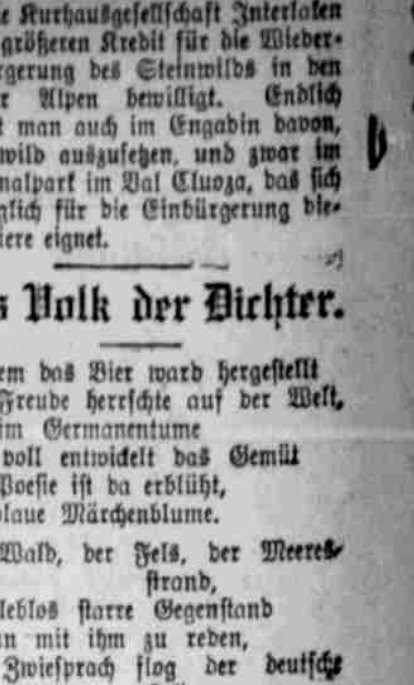 e Kurhausgesellschaft Interlaken
größeren Kredit für die Wieder-
rgerung des Steinwilds in den
r Alpen bewilligt. Endlich
t man auch im Engadin davon,
wild auszusetzen, und zwar im
nalpark im Val Cluoza, das sich
glich für die Einbürgerung die-
iere eignet.
s Volk der Dichter.
em das Bier ward hergestellt
Freude herrschte auf der Welt,
im Germanentume
voll entwickelt das Gemüt
Poesie ist da erblüht,
laue Märchenblume.
Wald, der Fels, der Meeres-
strand,
leblos starre Gegenstand
n mit ihm zu reden,
Zwiesprach flog der deutsche